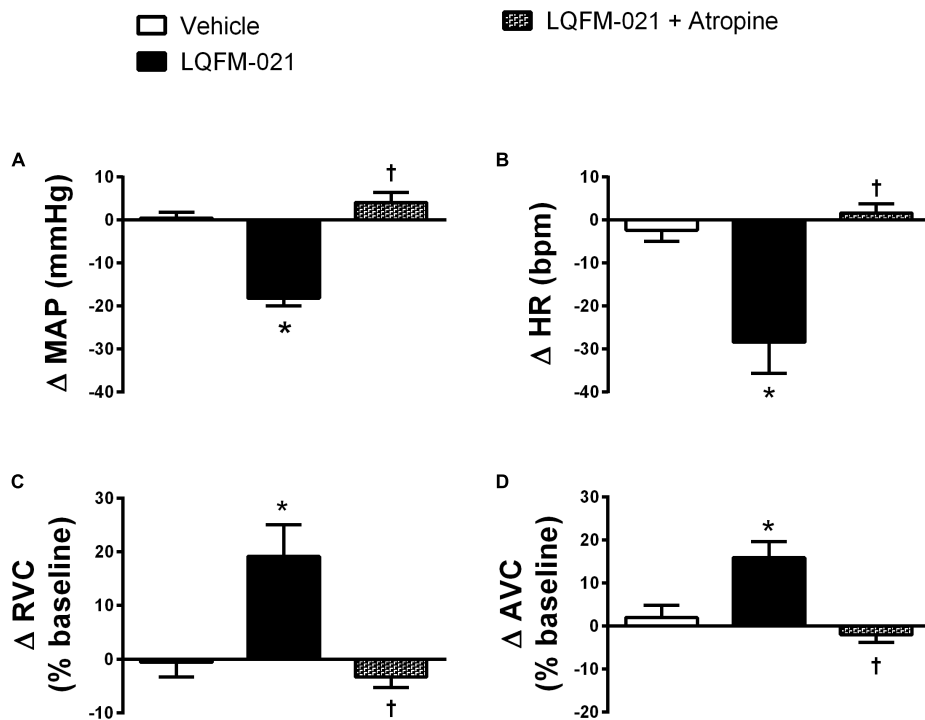 Vehicle
LQFM-021
LQFM-021 + Atropine
A
Δ MAP (mmHg)
10
0
-10
-20
-30
-40
*
†
B
Δ HR (bpm)
10
0
-10
-20
-30
-40
*
†
C
Δ RVC
(% baseline)
30
20
10
0
-10
*
†
D
Δ AVC
(% baseline)
30
20
10
0
-10
-20
*
†